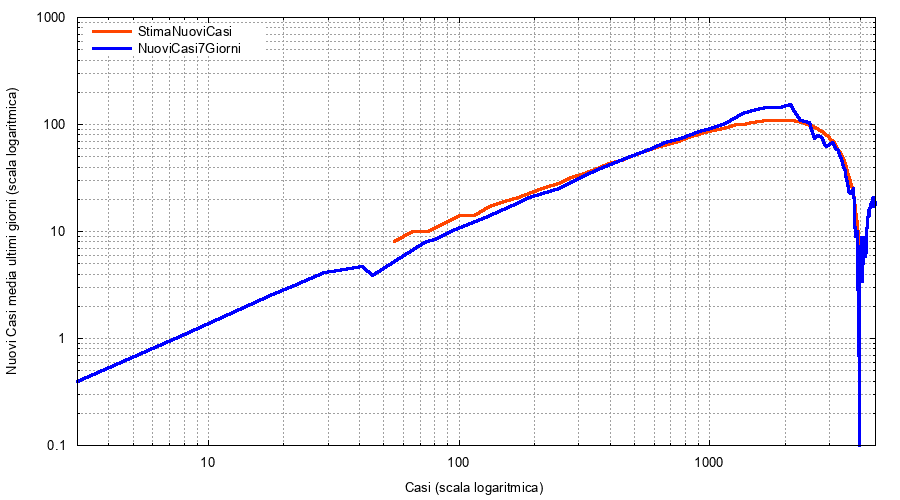 1000
StimaNuoviCasi
NuoviCasi7Giorni
100
10
1
0.1
Nuovi Casi media ultimi giorni (scala logaritmica)
10
100
1000
Casi (scala logaritmica)